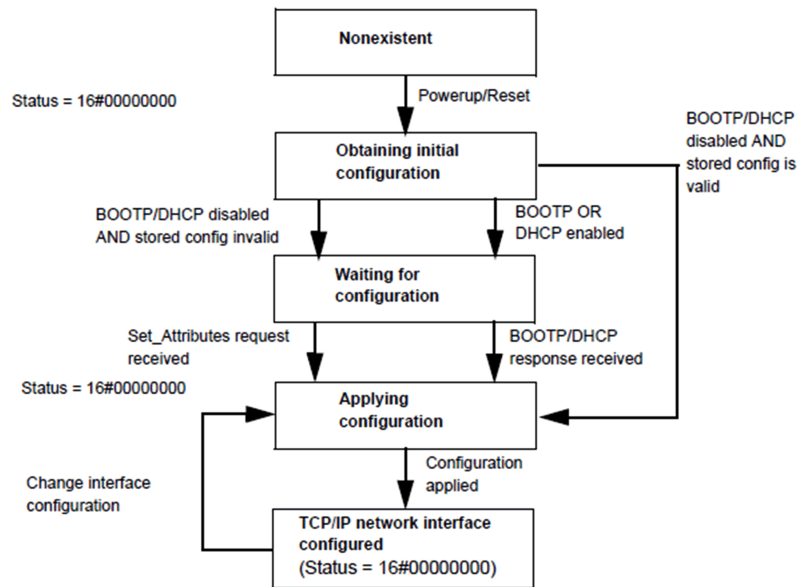 Nonexistent
Status = 16#00000000
Powerup/Reset
BOOTP/DHCP
disabled AND
stored config is
valid
Obtaining initial
configuration
BOOTP/DHCP disabled
AND stored config invalid
BOOTP OR
DHCP enabled
Waiting for
configuration
Set_Attributes request
received
BOOTP/DHCP
response received
Status = 16#00000000
Applying
configuration
Change interface
configuration
Configuration
applied
TCP/IP network interface
configured
(Status = 16#00000000)